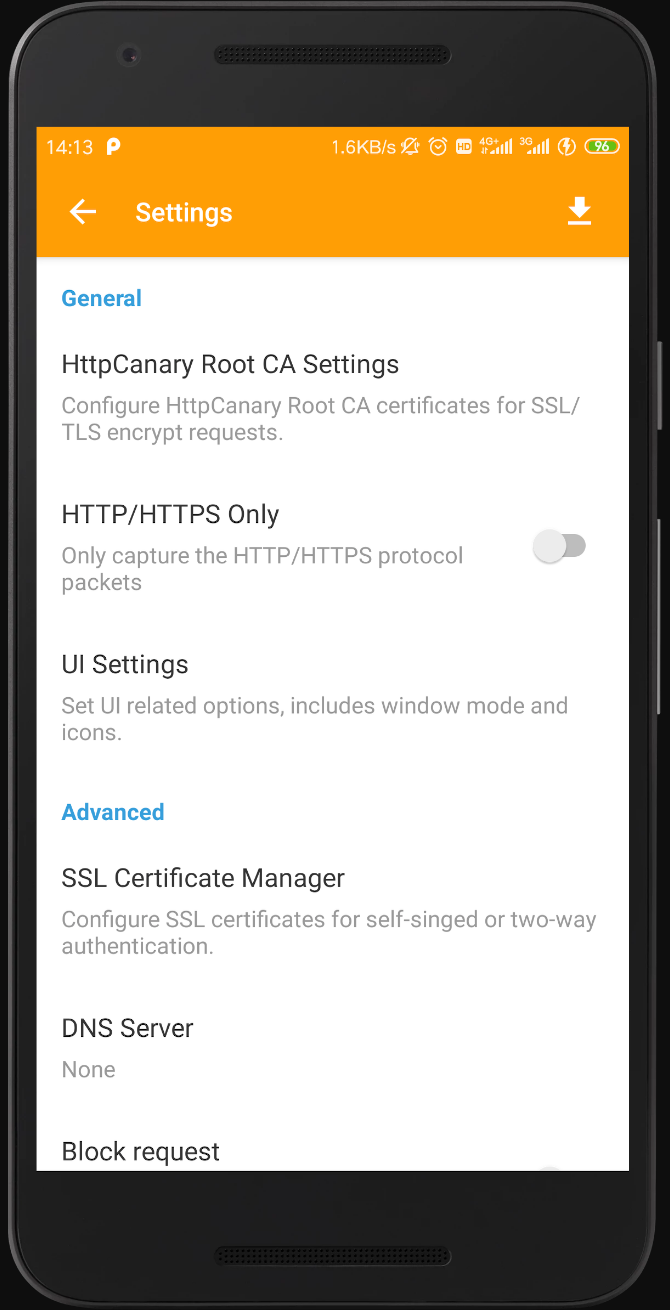 14:13 P 1.6KB/s HD 4G+ 3G 96
Settings
General
HttpCanary Root CA Settings
Configure HttpCanary Root CA certificates for SSL/
TLS encrypt requests.
HTTP/HTTPS Only
Only capture the HTTP/HTTPS protocol
packets
UI Settings
Set UI related options, includes window mode and
icons.
Advanced
SSL Certificate Manager
Configure SSL certificates for self-singed or two-way
authentication.
DNS Server
None
Block request